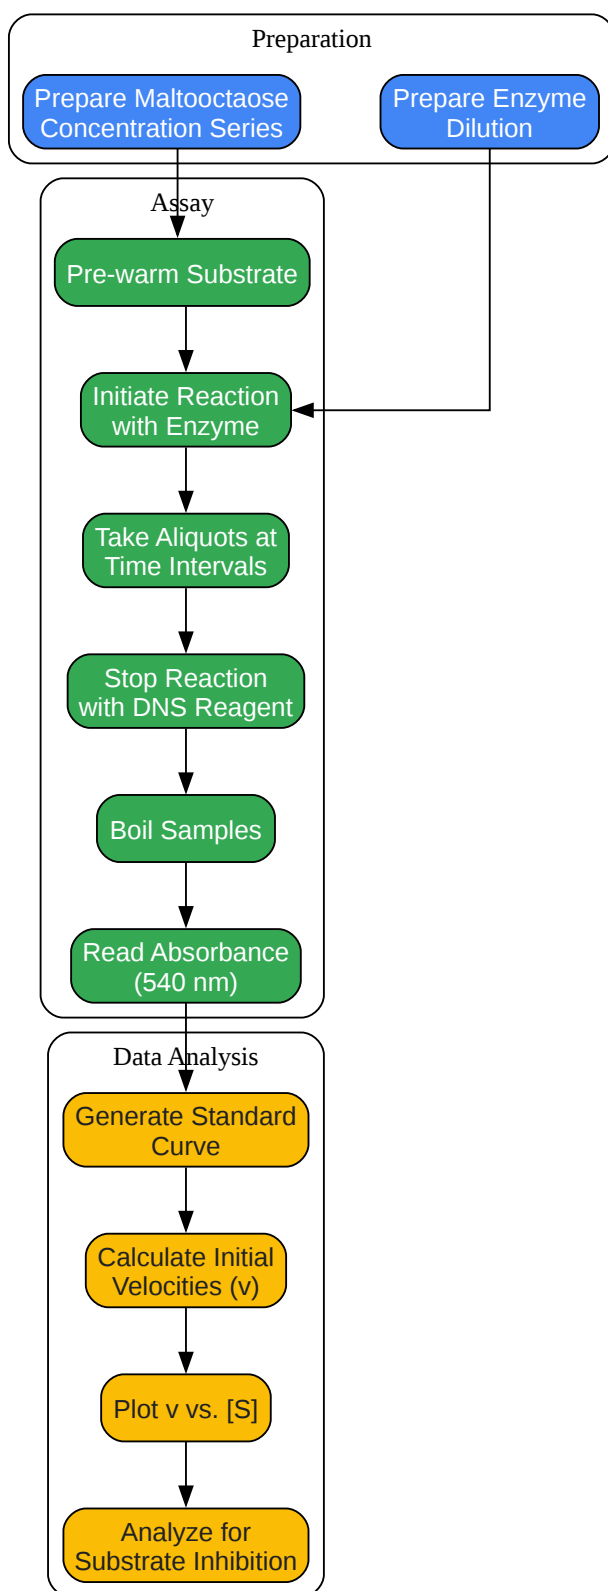 Preparation
Prepare Maltooctaose
Concentration Series
Prepare Enzyme
Dilution
Assay
Pre-warm Substrate
Initiate Reaction
with Enzyme
Take Aliquots at
Time Intervals
Stop Reaction
with DNS Reagent
Boil Samples
Read Absorbance
(540 nm)
Data Analysis
Generate Standard
Curve
Calculate Initial
Velocities (v)
Plot v vs. [S]
Analyze for
Substrate Inhibition